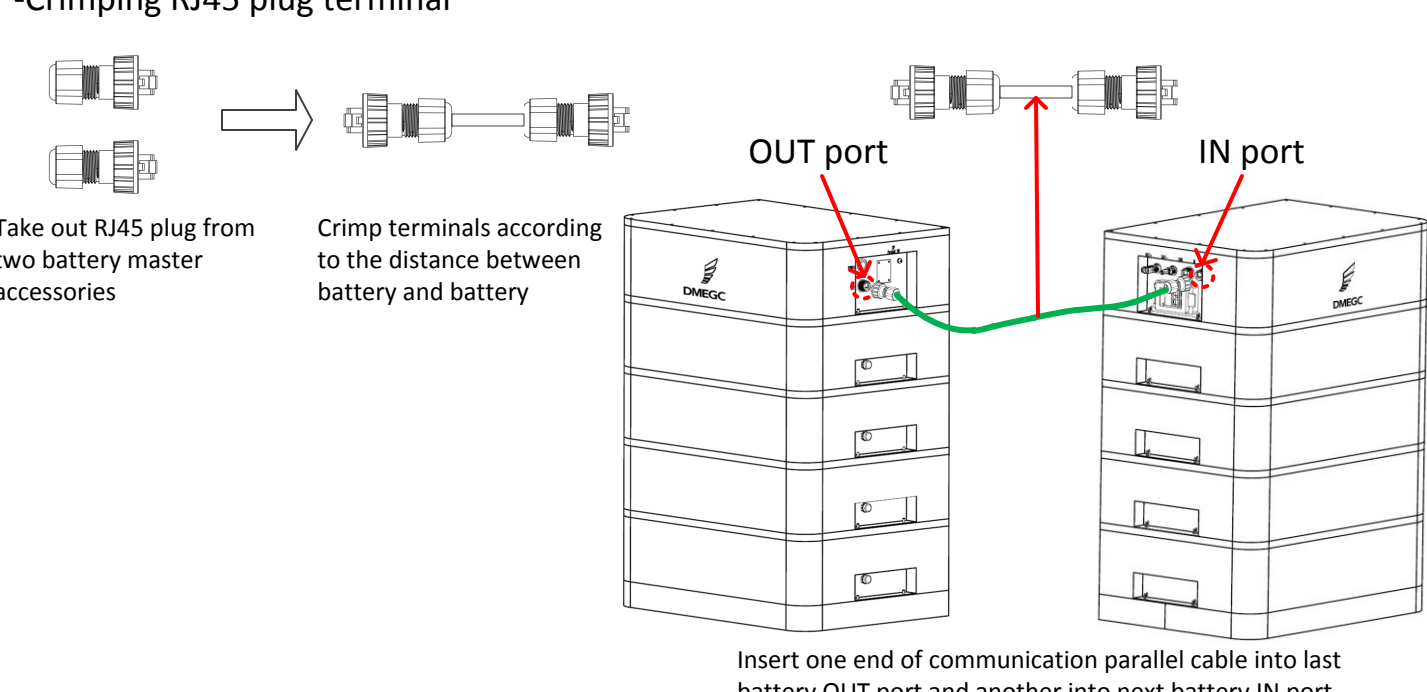 -Crimping RJ45 plug terminal
OUT port
IN port
Take out RJ45 plug from
two battery master
accessories
Crimp terminals according
to the distance between
battery and battery
DMEGC
DMEGC
Insert one end of communication parallel cable into last
battery OUT port and another into next battery IN port